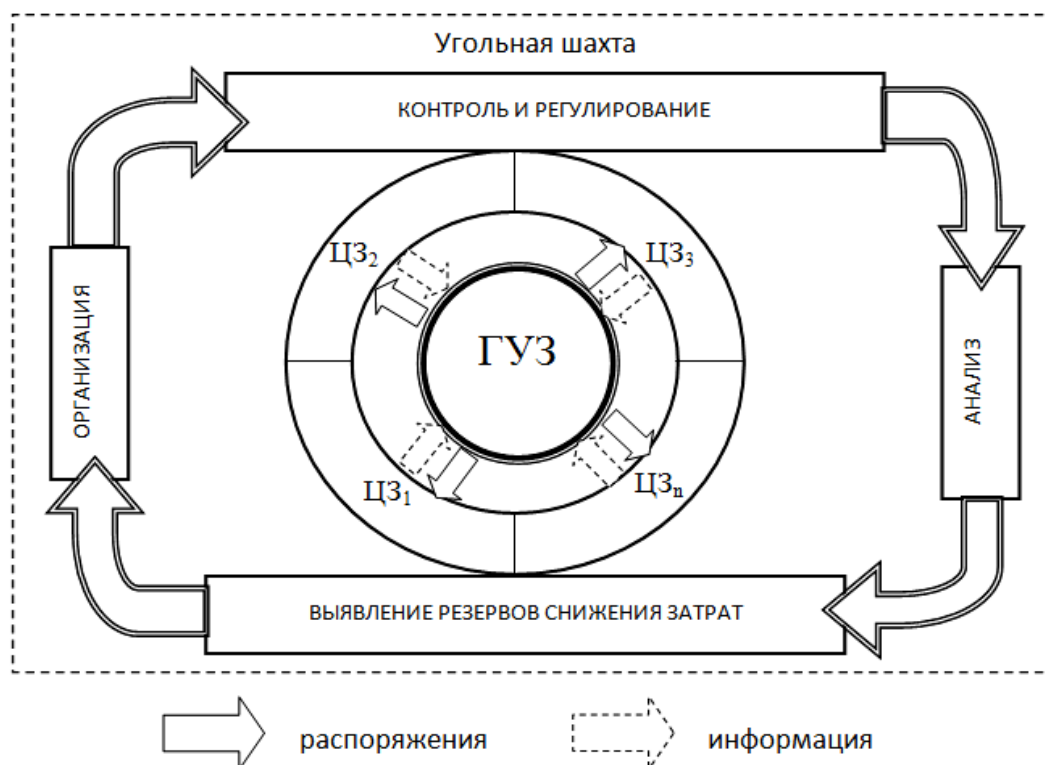 Угольная шахта
КОНТРОЛЬ И РЕГУЛИРОВАНИЕ
ЦЗ₂
ЦЗ₃
ОРГАНИЗАЦИЯ
ГУЗ
АНАЛИЗ
ЦЗ₁
ЦЗₙ
ВЫЯВЛЕНИЕ РЕЗЕРВОВ СНИЖЕНИЯ ЗАТРАТ
распоряжения
информация